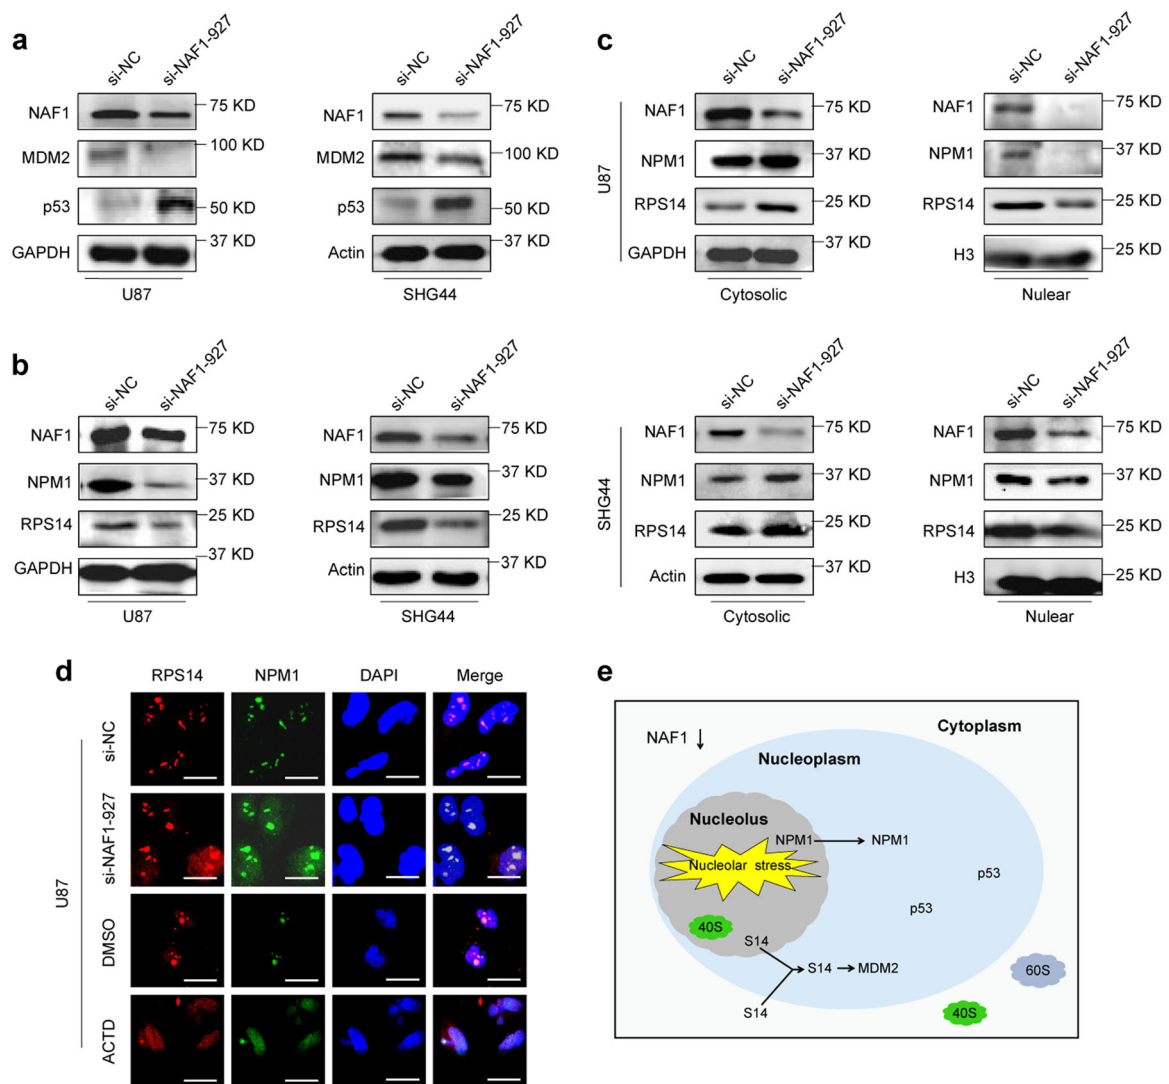 a
si-NC si-NAF1-927
NAF1 75 KD
MDM2 100 KD
p53 50 KD
GAPDH 37 KD
U87
si-NC si-NAF1-927
NAF1 75 KD
MDM2 100 KD
p53 50 KD
Actin 37 KD
SHG44
b
si-NC si-NAF1-927
NAF1 75 KD
NPM1 37 KD
RPS14 25 KD
GAPDH 37 KD
U87
si-NC si-NAF1-927
NAF1 75 KD
NPM1 37 KD
RPS14 25 KD
Actin 37 KD
SHG44
c
U87
si-NC si-NAF1-927
NAF1 75 KD
NPM1 37 KD
RPS14 25 KD
GAPDH 37 KD
Cytosolic
si-NC si-NAF1-927
NAF1 75 KD
NPM1 37 KD
RPS14 25 KD
H3 25 KD
Nulear
SHG44
si-NC si-NAF1-927
NAF1 75 KD
NPM1 37 KD
RPS14 25 KD
Actin 37 KD
Cytosolic
si-NC si-NAF1-927
NAF1 75 KD
NPM1 37 KD
RPS14 25 KD
H3 25 KD
Nulear
d
RPS14 NPM1 DAPI Merge
U87
si-NC
si-NAF1-927
DMSO
ACTD
e
Cytoplasm
NAF1 ↓
Nucleoplasm
Nucleolus
NPM1 → NPM1
Nucleolar stress
p53
p53
40S
S14
S14 → MDM2
S14
60S
40S